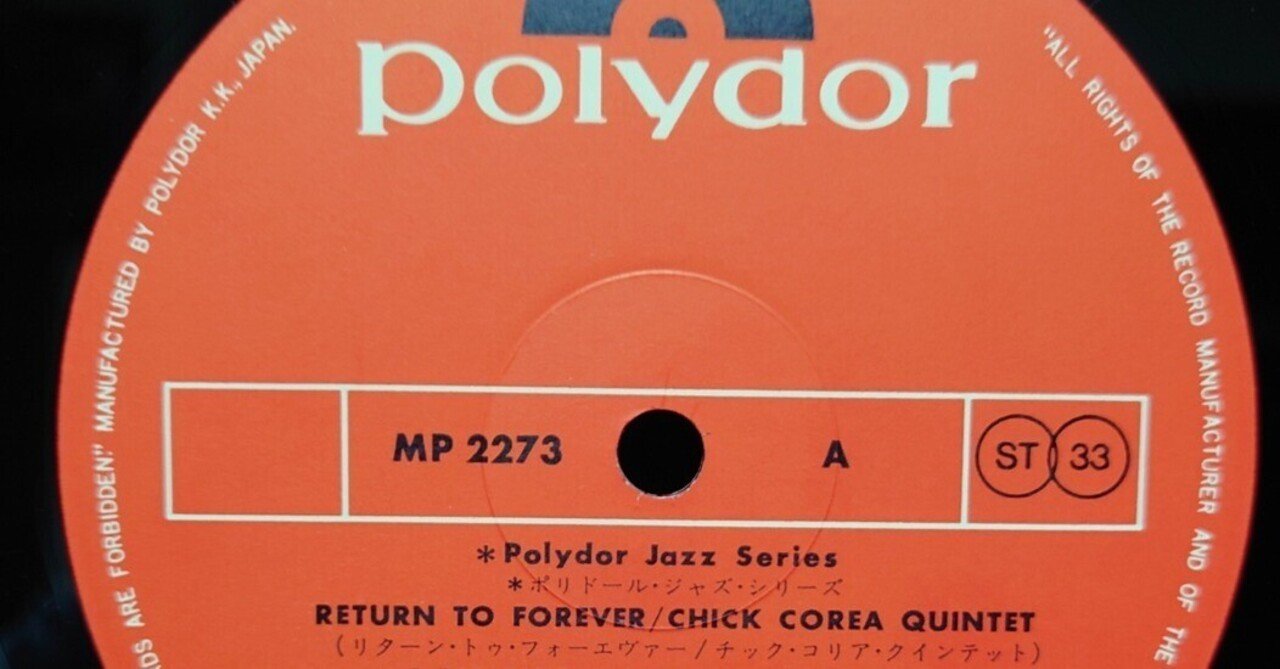 polydor
"ALL RIGHTS OF THE RECORD MANUFACTURER AND OF THE
ARE FORBIDDEN." MANUFACTURED BY POLYDOR K.K., JAPAN.
MP 2273 A ST 33
*Polydor Jazz Series
*ポリドール・ジャズ・シリーズ
RETURN TO FOREVER/CHICK COREA QUINTET
(リターン・トゥ・フォーエヴァー/チック・コリア・クインテット)